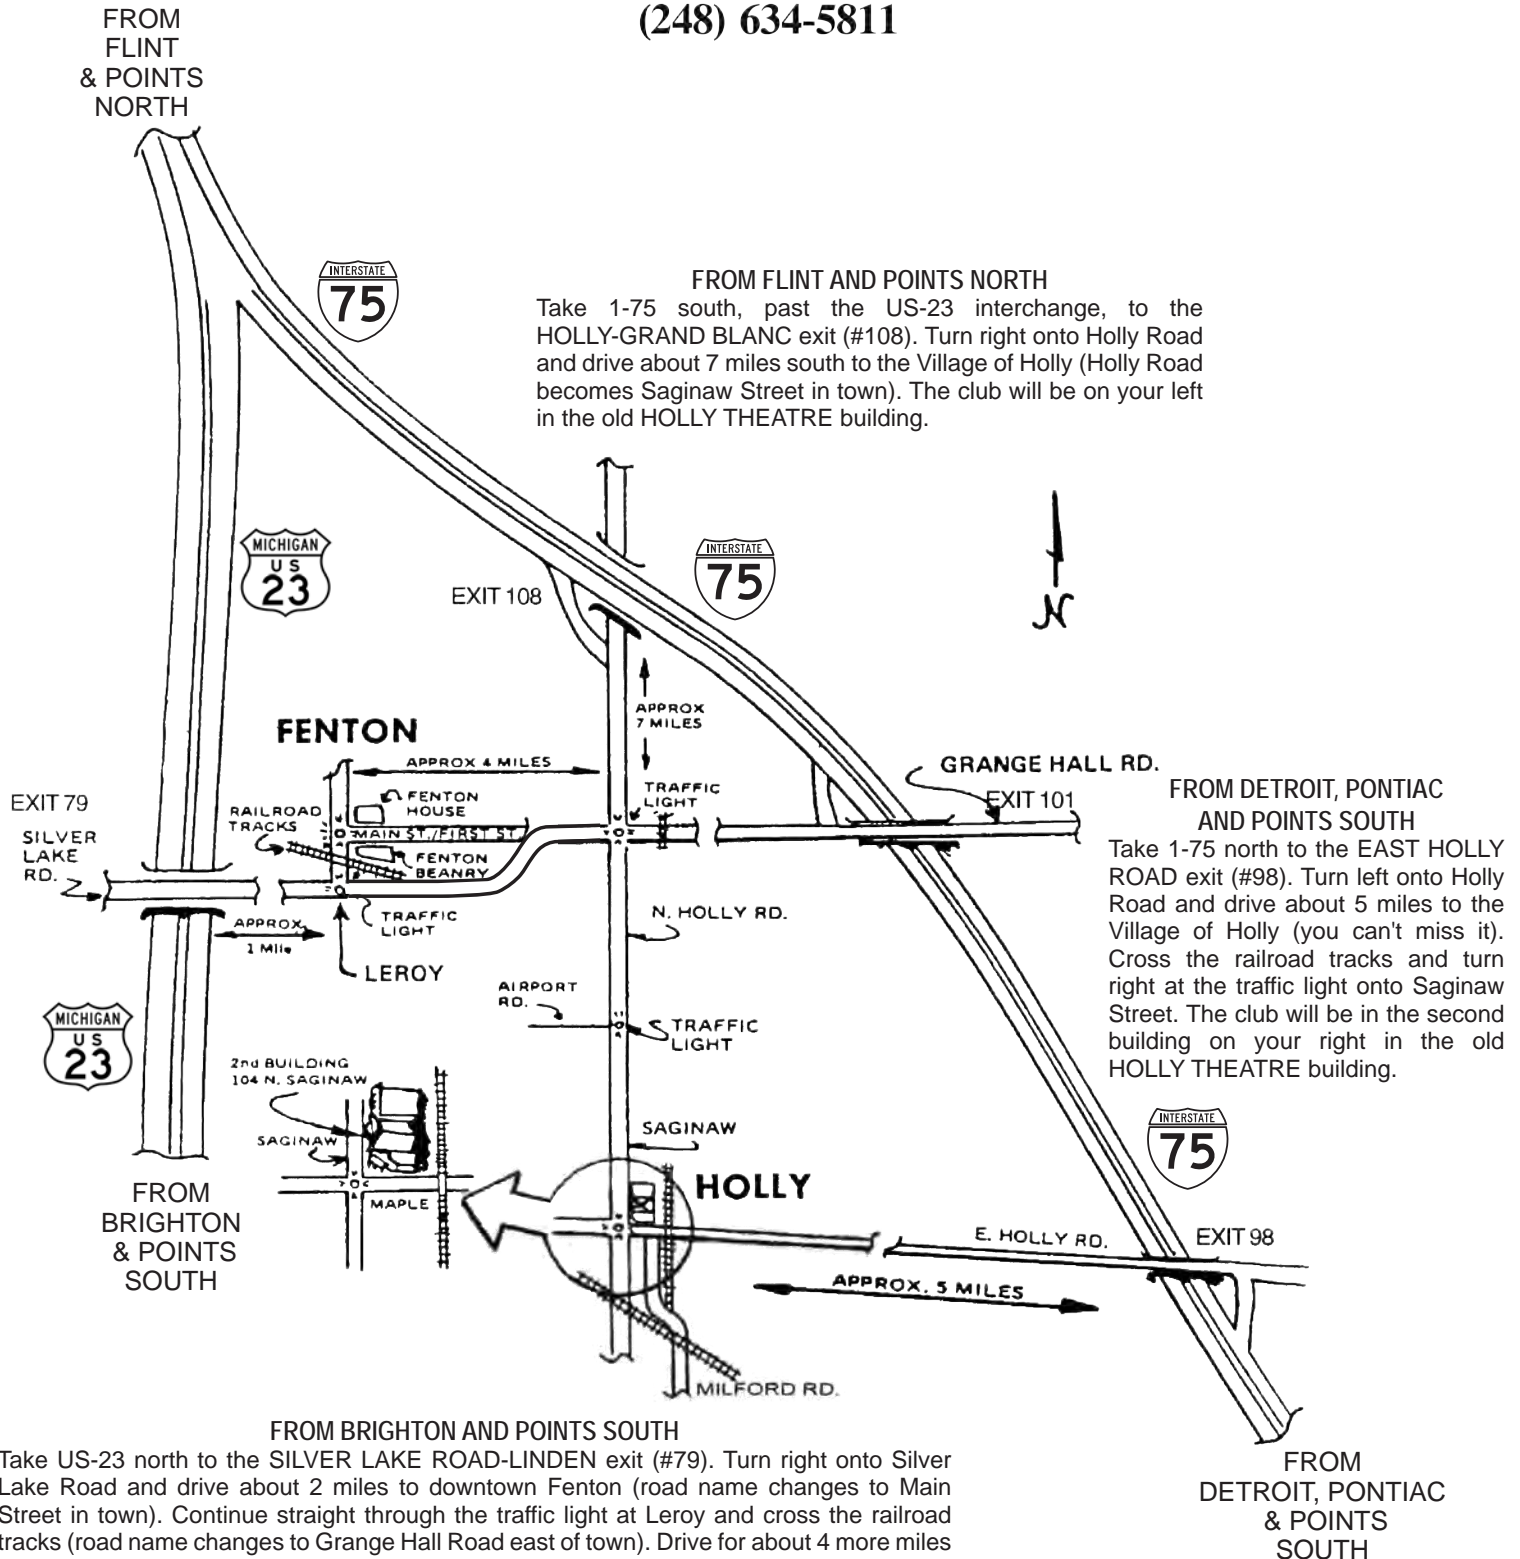 (248) 634-5811
FROM
FLINT
& POINTS
NORTH
INTERSTATE
75
FROM FLINT AND POINTS NORTH
Take 1-75 south, past the US-23 interchange, to the
HOLLY-GRAND BLANC exit (#108). Turn right onto Holly Road
and drive about 7 miles south to the Village of Holly (Holly Road
becomes Saginaw Street in town). The club will be on your left
in the old HOLLY THEATRE building.
MICHIGAN
US
23
EXIT 108
INTERSTATE
75
N
APPROX
7 MILES
FENTON
APPROX 4 MILES
GRANGE HALL RD.
EXIT 101
EXIT 79
SILVER
LAKE
RD.
RAILROAD
TRACKS
FENTON
HOUSE
MAIN ST./FIRST ST.
FENTON
BEANRY
TRAFFIC
LIGHT
TRAFFIC
LIGHT
APPROX
1 Mile
LEROY
N. HOLLY RD.
FROM DETROIT, PONTIAC
AND POINTS SOUTH
Take 1-75 north to the EAST HOLLY
ROAD exit (#98). Turn left onto Holly
Road and drive about 5 miles to the
Village of Holly (you can't miss it).
Cross the railroad tracks and turn
right at the traffic light onto Saginaw
Street. The club will be in the second
building on your right in the old
HOLLY THEATRE building.
AIRPORT
RD.
TRAFFIC
LIGHT
MICHIGAN
US
23
2nd BUILDING
104 N. SAGINAW
SAGINAW
MAPLE
SAGINAW
HOLLY
INTERSTATE
75
FROM
BRIGHTON
& POINTS
SOUTH
E. HOLLY RD.
EXIT 98
APPROX. 5 MILES
MILFORD RD.
FROM BRIGHTON AND POINTS SOUTH
Take US-23 north to the SILVER LAKE ROAD-LINDEN exit (#79). Turn right onto Silver
Lake Road and drive about 2 miles to downtown Fenton (road name changes to Main
Street in town). Continue straight through the traffic light at Leroy and cross the railroad
tracks (road name changes to Grange Hall Road east of town). Drive for about 4 more miles
FROM
DETROIT, PONTIAC
& POINTS
SOUTH